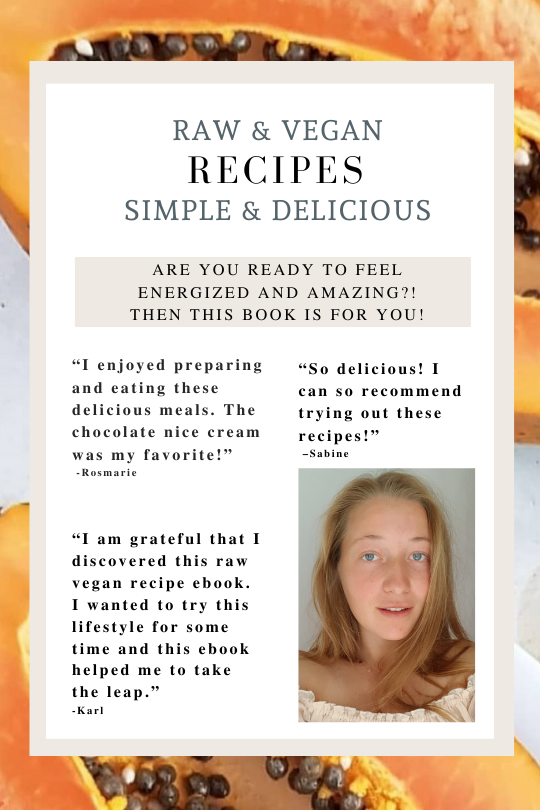 RAW & VEGAN
RECIPES
SIMPLE & DELICIOUS
ARE YOU READY TO FEEL
ENERGIZED AND AMAZING?!
THEN THIS BOOK IS FOR YOU!
“I enjoyed preparing
and eating these
delicious meals. The
chocolate nice cream
was my favorite!”
-Rosmarie
“So delicious! I
can so recommend
trying out these
recipes!”
–Sabine
“I am grateful that I
discovered this raw
vegan recipe ebook.
I wanted to try this
lifestyle for some
time and this ebook
helped me to take
the leap.”
-Karl